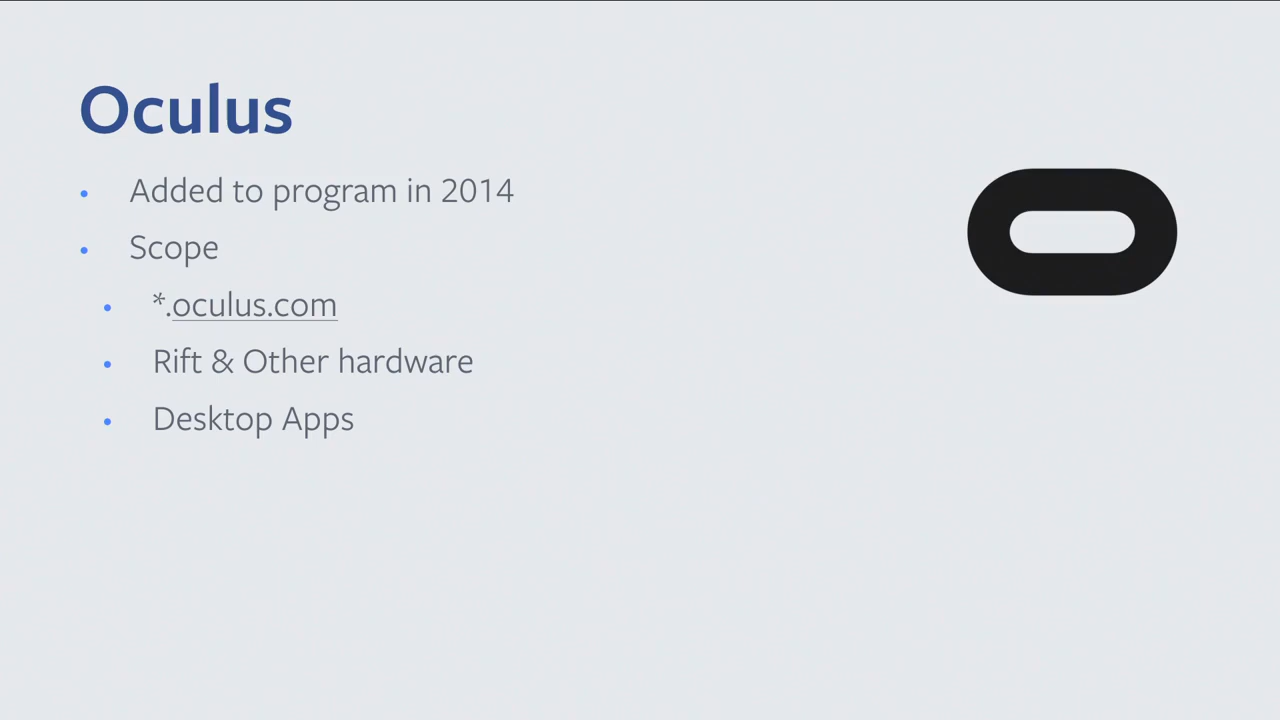 Oculus
• Added to program in 2014
• Scope
• *.oculus.com
• Rift & Other hardware
• Desktop Apps